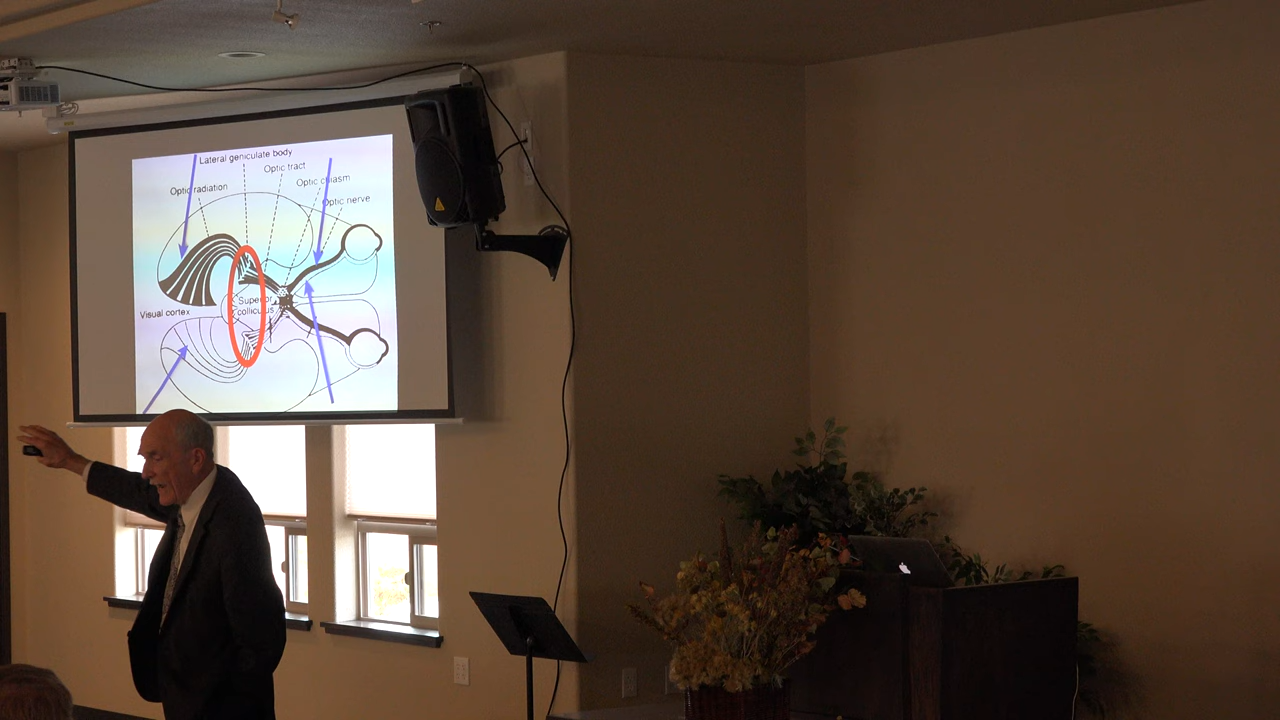 Lateral geniculate body
Optic tract
Optic chiasm
Optic radiation
Optic nerve
Superior
colliculus
Visual cortex